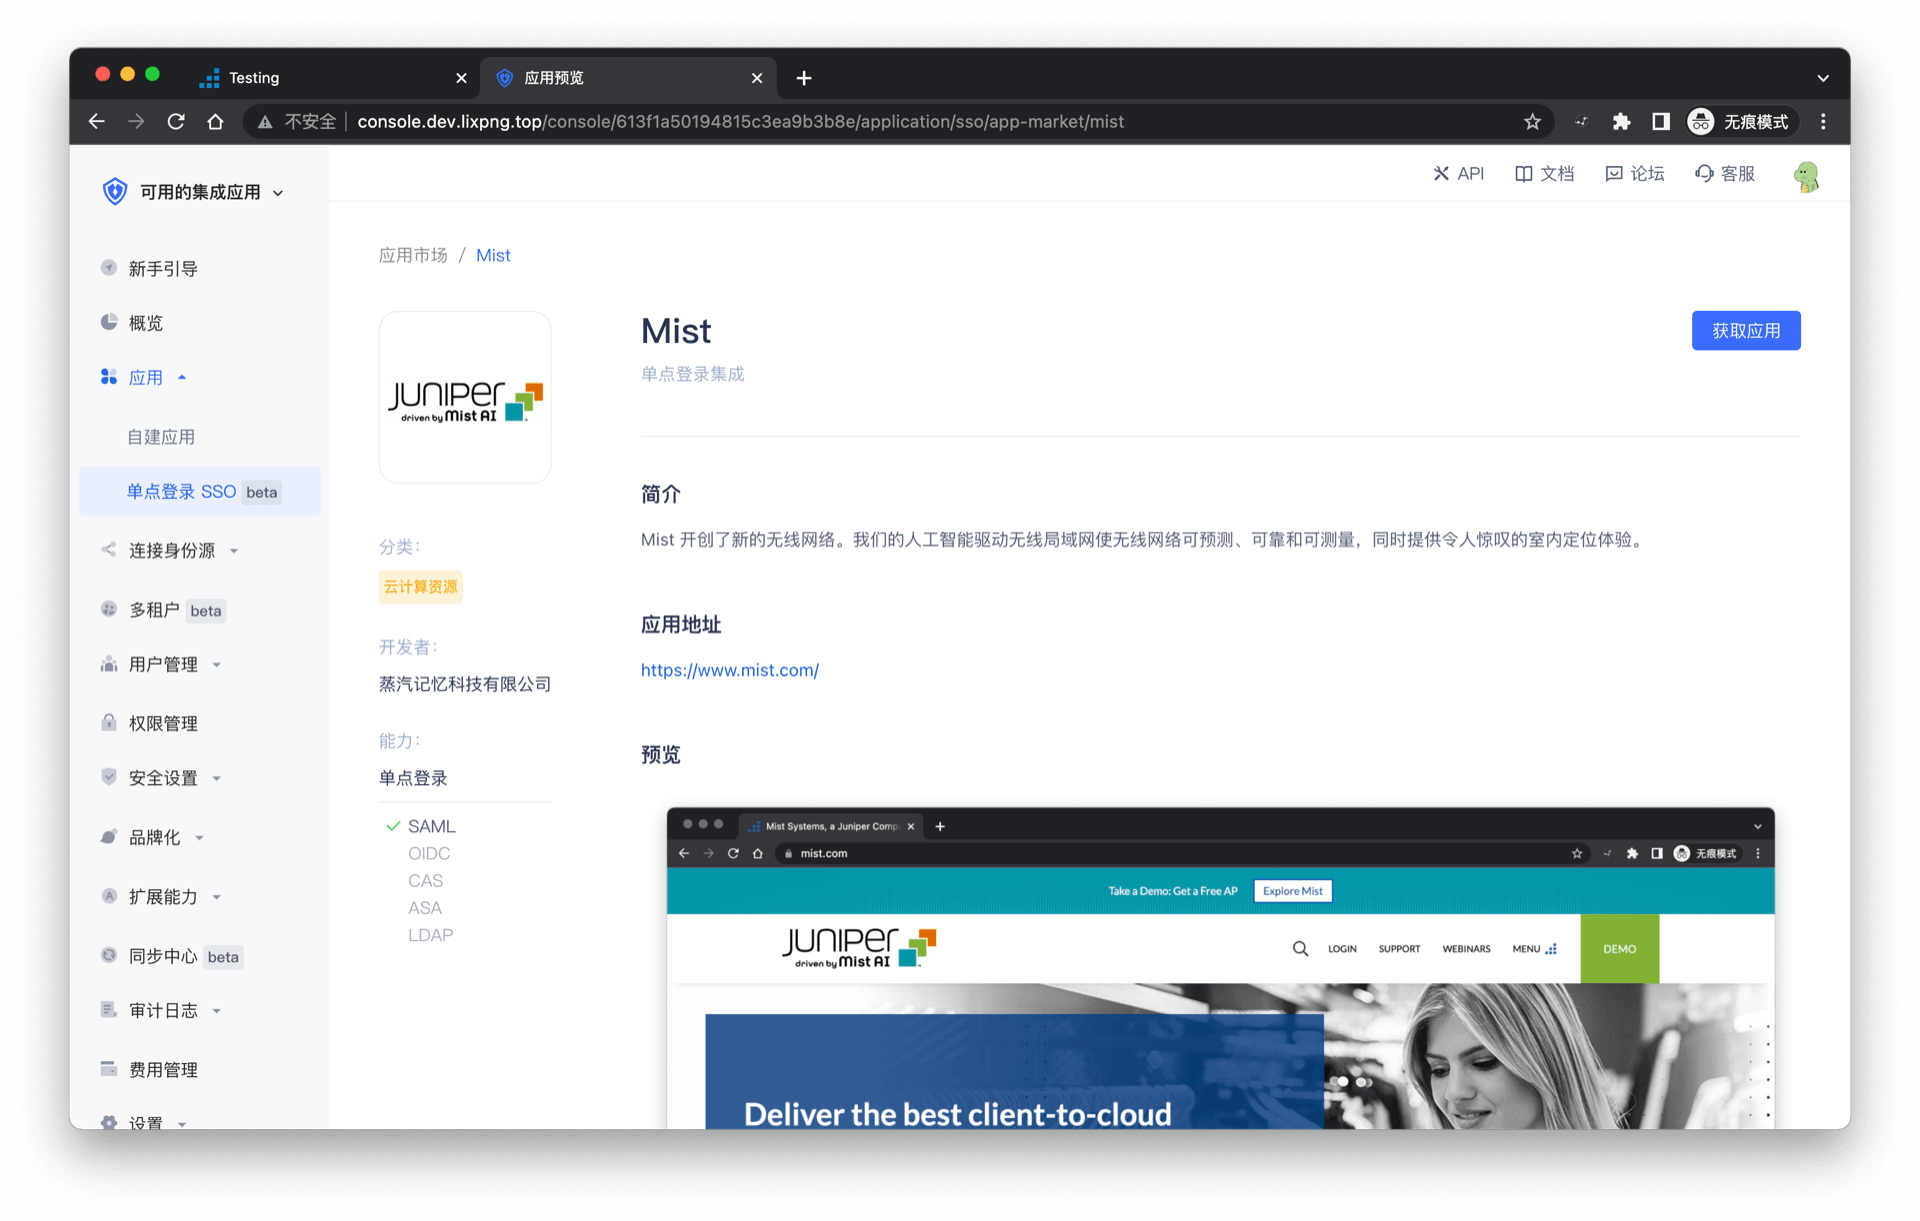 Testing
应用预览
不安全
console.dev.lixpng.top/console/613f1a50194815c3ea9b3b8e/application/sso/app-market/mist
无痕模式
可用的集成应用
API
文档
论坛
客服
新手引导
概览
应用
自建应用
单点登录 SSO beta
连接身份源
多租户 beta
用户管理
权限管理
安全设置
品牌化
扩展能力
同步中心 beta
审计日志
费用管理
设置
应用市场 / Mist
JUNIPer
driven by Mist AI
分类：
云计算资源
开发者：
蒸汽记忆科技有限公司
能力：
单点登录
SAML
OIDC
CAS
ASA
LDAP
Mist
获取应用
单点登录集成
简介
Mist 开创了新的无线网络。我们的人工智能驱动无线局域网使无线网络可预测、可靠和可测量，同时提供令人惊叹的室内定位体验。
应用地址
https://www.mist.com/
预览
Mist Systems, a Juniper Comp
mist.com
无痕模式
Take a Demo: Get a Free AP
Explore Mist
JUNIPer
driven by Mist AI
LOGIN
SUPPORT
WEBINARS
MENU
DEMO
Deliver the best client-to-cloud